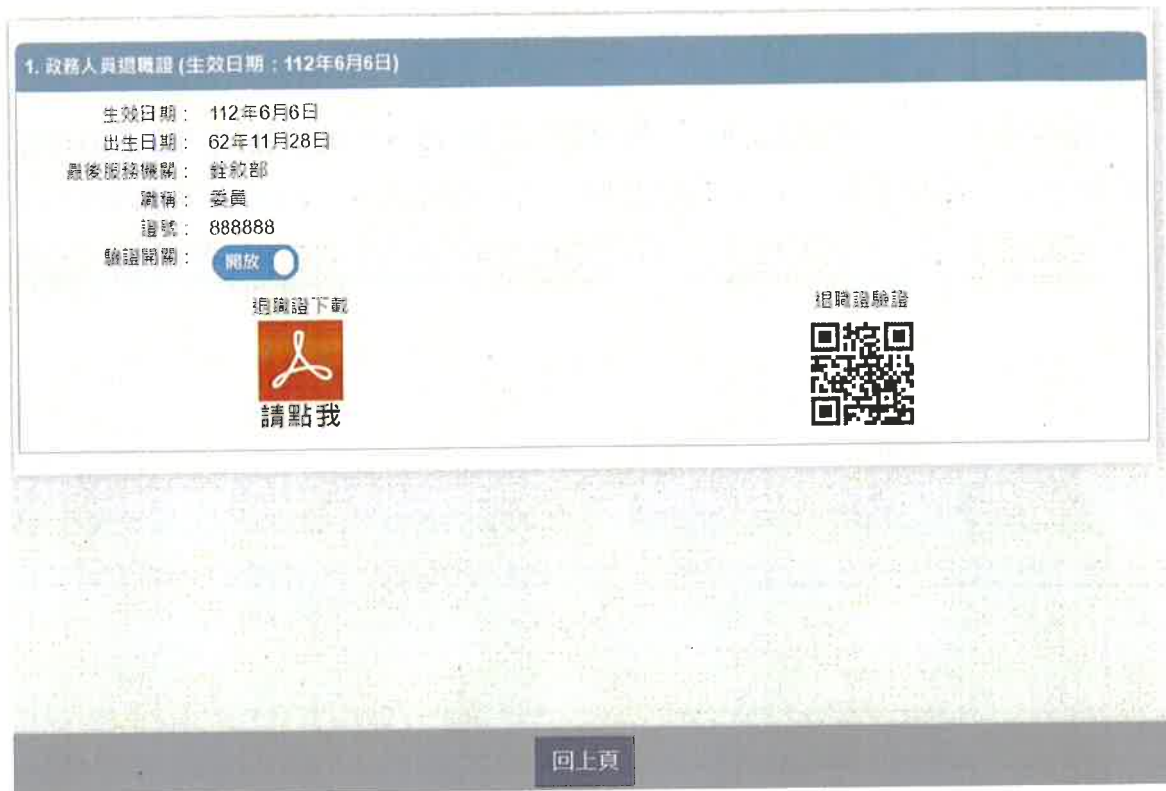 1. 政務人員退職證 (生效日期：112年6月6日)
生效日期： 112年6月6日
出生日期： 62年11月28日
最後服務機關： 銓敘部
職稱： 委員
證號： 888888
驗證開關： 開放
退職證下載
請點我
退職證驗證
回上頁